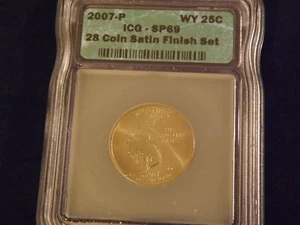 2007-P WY 25C
ICG - SP69
28 Coin Satin Finish Set